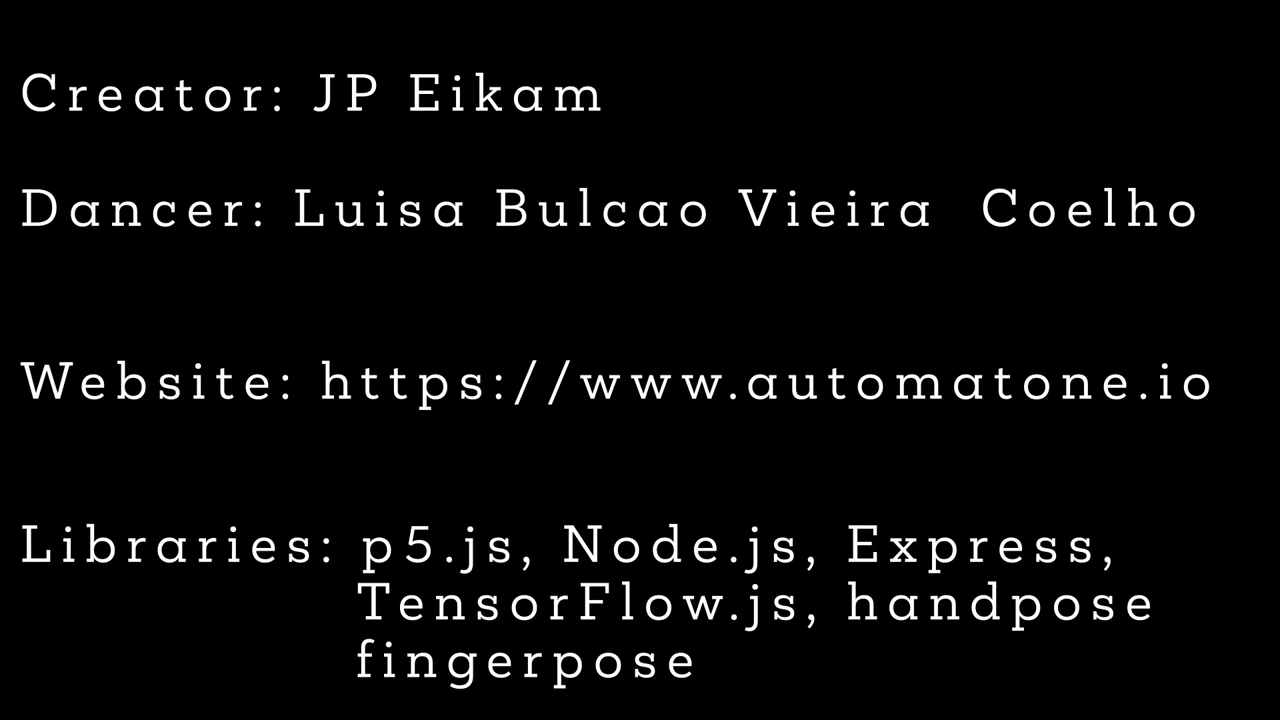 Creator: JP Eikam
Dancer: Luisa Bulcao Vieira Coelho
Website: https://www.automatone.io
Libraries: p5.js, Node.js, Express,
TensorFlow.js, handpose
fingerpose